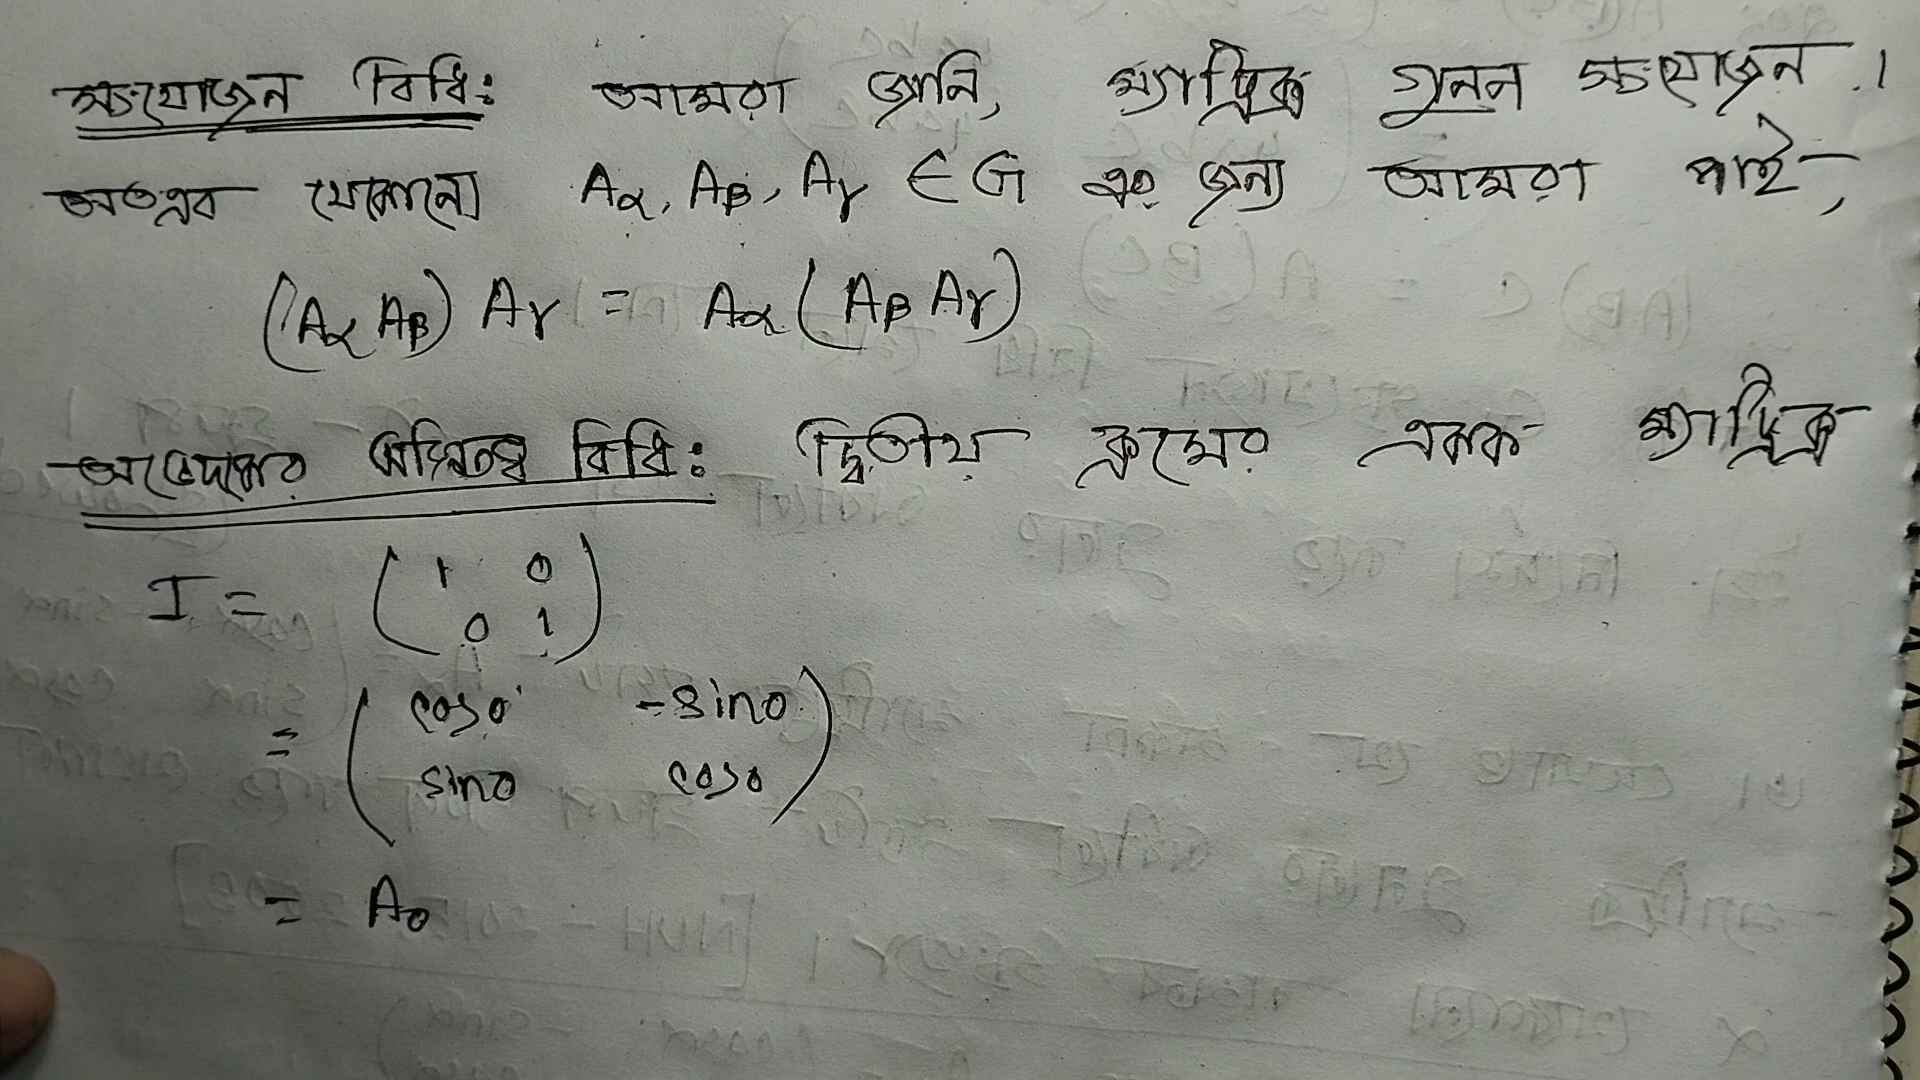 সংযোজন বিধি: আমরা জানি, ম্যাট্রিক্স গুনন সংযোজন ।
অতএব যেকোনো Aα, Aβ, Aγ ∈ G এর জন্য আমরা পাই,
(Aα Aβ) Aγ = Aα (Aβ Aγ)
অভেদকের অস্তিত্ব বিধি: দ্বিতীয় ক্রমের একক ম্যাট্রিক্স
I = ( 1 0
0 1 )
= ( cos0 -sin0
sin0 cos0 )
= A0